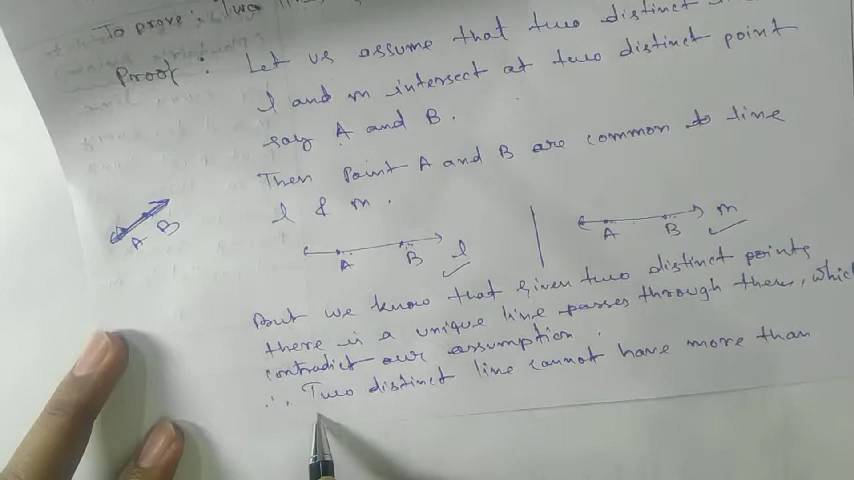 To prove: Two
Proof: Let us assume that two distinct
l and m intersect at two distinct point
say A and B.
Then Point A and B are common to line
l & m.
A B
A B l
A B m
But we know that given two distinct points
there is a unique line passes through them, which
contradict our assumption.
∴ Two distinct line cannot have more than